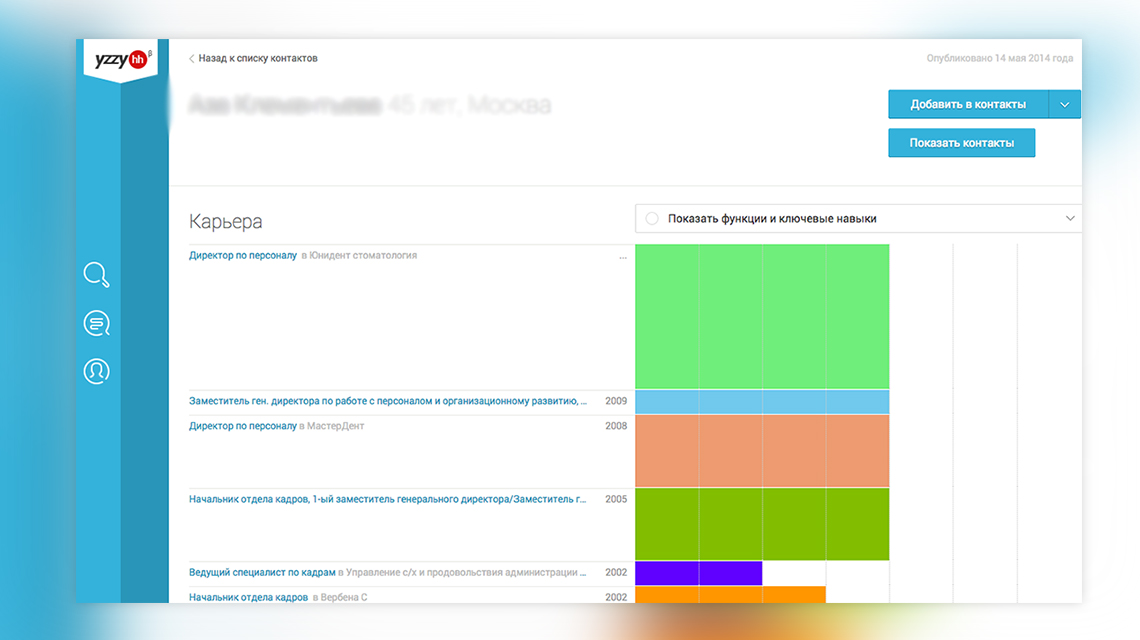 yzzy hh β
Назад к списку контактов
Опубликовано 14 мая 2014 года
45 лет, Москва
Добавить в контакты
Показать контакты
Карьера
Показать функции и ключевые навыки
Директор по персоналу в Юнидент стоматология ...
Заместитель ген. директора по работе с персоналом и организационному развитию, ... 2009
Директор по персоналу в МастерДент 2008
Начальник отдела кадров, 1-ый заместитель генерального директора/Заместитель г... 2005
Ведущий специалист по кадрам в Управление с/х и продовольствия администрации ... 2002
Начальник отдела кадров в Вербена С 2002